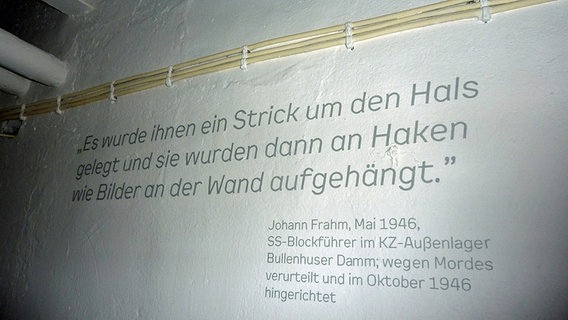 „Es wurde ihnen ein Strick um den Hals
gelegt und sie wurden dann an Haken
wie Bilder an der Wand aufgehängt.”
Johann Frahm, Mai 1946,
SS-Blockführer im KZ-Außenlager
Bullenhuser Damm; wegen Mordes
verurteilt und im Oktober 1946
hingerichtet